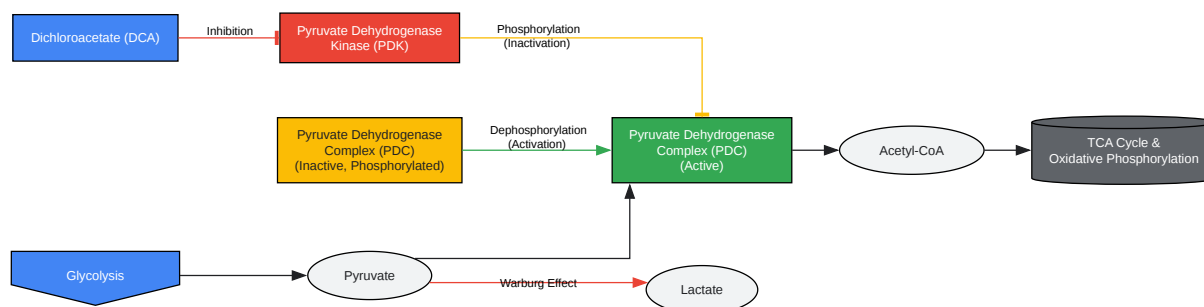 Dichloroacetate (DCA)
Inhibition
Pyruvate Dehydrogenase
Kinase (PDK)
Phosphorylation
(Inactivation)
Pyruvate Dehydrogenase
Complex (PDC)
(Inactive, Phosphorylated)
Dephosphorylation
(Activation)
Pyruvate Dehydrogenase
Complex (PDC)
(Active)
Acetyl-CoA
TCA Cycle &
Oxidative Phosphorylation
Glycolysis
Pyruvate
Warburg Effect
Lactate